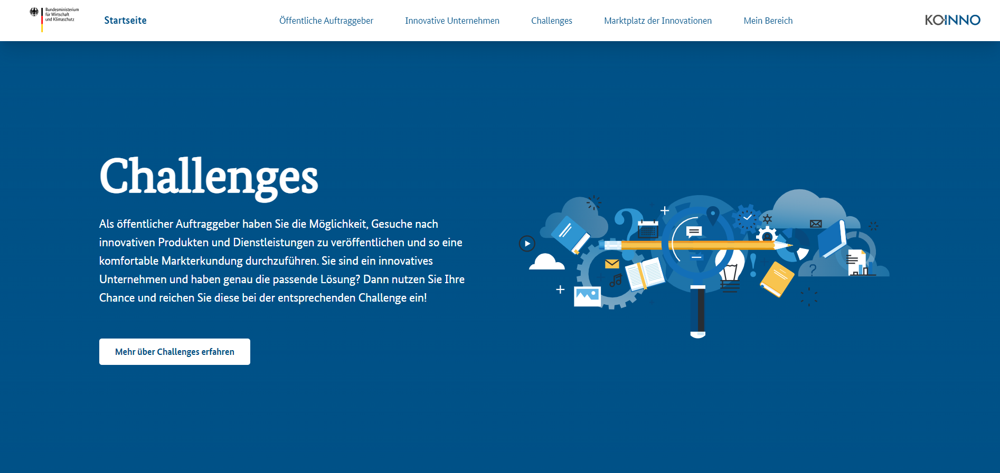 Bundesministerium
für Wirtschaft
und Klimaschutz
Startseite
Öffentliche Auftraggeber
Innovative Unternehmen
Challenges
Marktplatz der Innovationen
Mein Bereich
KOINNO
Challenges
Als öffentlicher Auftraggeber haben Sie die Möglichkeit, Gesuche nach
innovativen Produkten und Dienstleistungen zu veröffentlichen und so eine
komfortable Markterkundung durchzuführen. Sie sind ein innovatives
Unternehmen und haben genau die passende Lösung? Dann nutzen Sie Ihre
Chance und reichen Sie diese bei der entsprechenden Challenge ein!
Mehr über Challenges erfahren